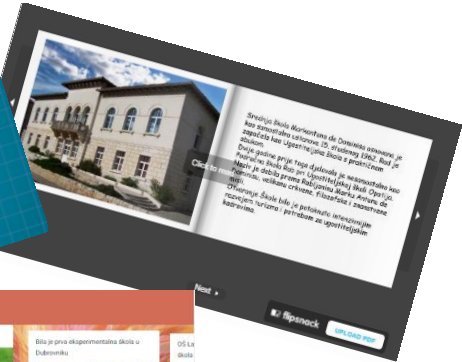 Srednja škola Markantuna de Dominisa osnovana je
kao samostalna ustanova 15. studenog 1962. Rad je
započela kao Ugostiteljska škola s praktičnom
obukom.
Dvije godine prije toga djelovala je nesamostalno kao
Područna škola Rab pri Ugostiteljskoj školi Opatija.
Naziv je dobila prema Rabljaninu Marku Antunu de
Dominisu, velikanu crkvene, filozofske i znanstvene
misli.
Otvaranje Škole bilo je potaknuto intenzivnijim
razvojem turizma i potrebom za ugostiteljskim
kadrovima.
Click to
Next
flipsnack
UPLOAD PDF
Bila je prva eksperimentalna škola u
Dubrovniku
OŠ
škola